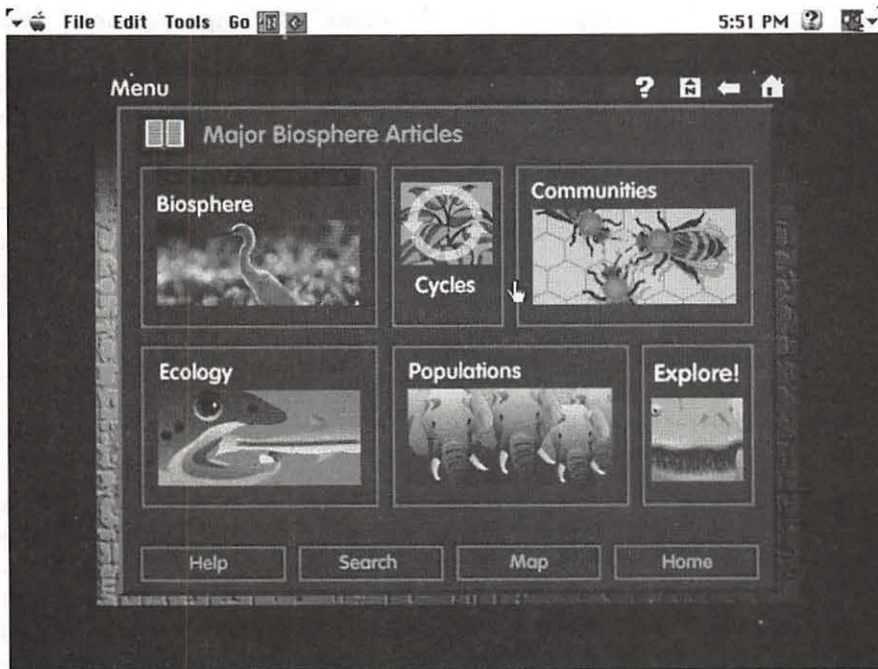 File Edit Tools Go 5:51 PM
Menu
Major Biosphere Articles
Biosphere
Cycles
Communities
Ecology
Populations
Explore!
Help Search Map Home